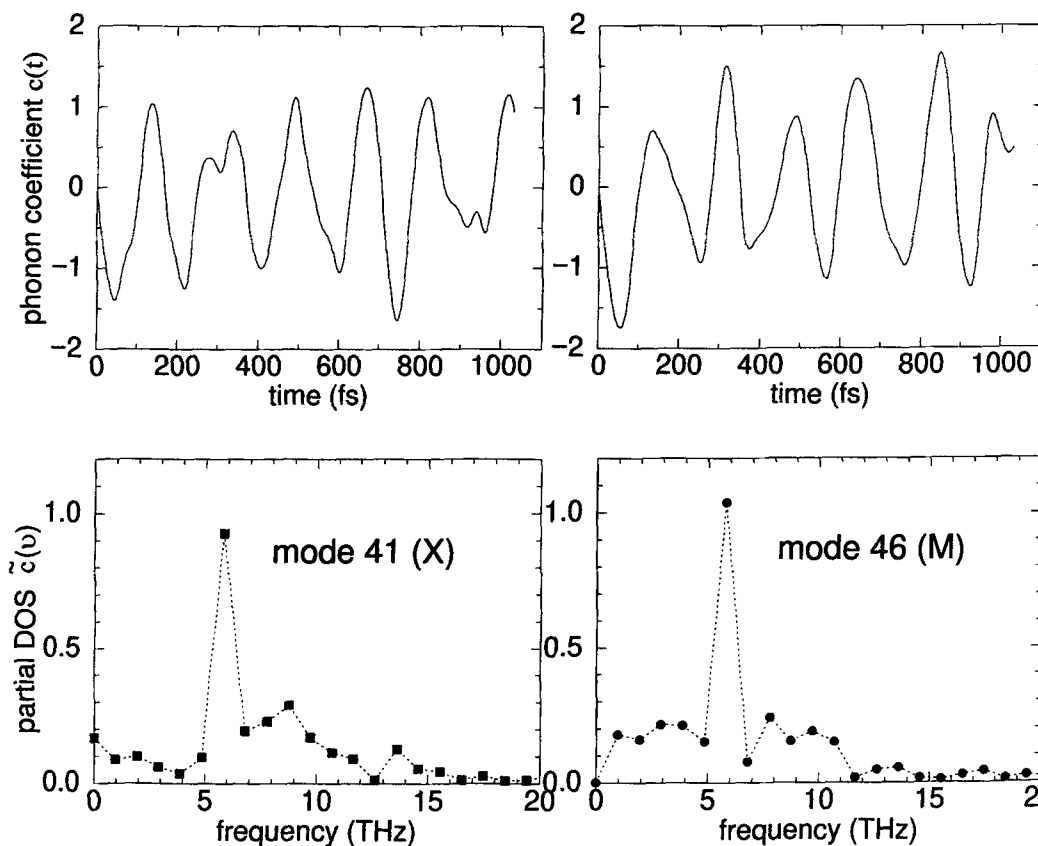 phonon coefficient c(t)
2
1
0
−1
−2
0 200 400 600 800 1000
time (fs)
2
1
0
−1
−2
0 200 400 600 800 1000
time (fs)
partial DOS c̃(υ)
1.0
0.5
0.0
mode 41 (X)
0 5 10 15 20
frequency (THz)
1.0
0.5
0.0
mode 46 (M)
0 5 10 15 2
frequency (THz)